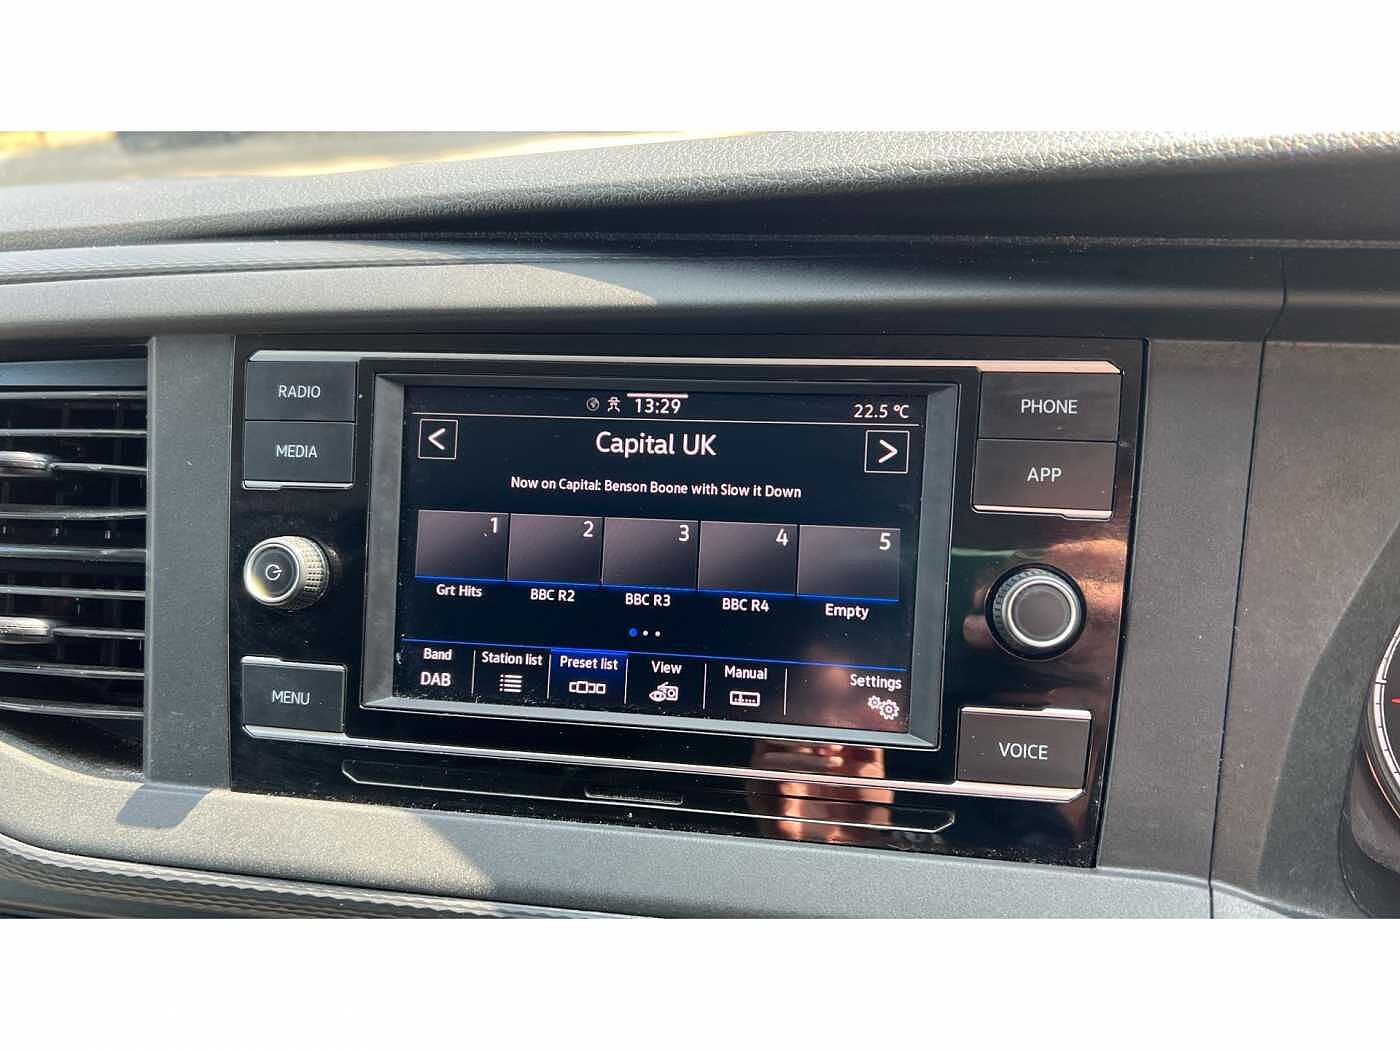 RADIO
MEDIA
MENU
PHONE
APP
VOICE
13:29
22.5 °C
<
Capital UK
>
Now on Capital: Benson Boone with Slow it Down
1
2
3
4
5
Grt Hits
BBC R2
BBC R3
BBC R4
Empty
Band
DAB
Station list
Preset list
View
Manual
Settings